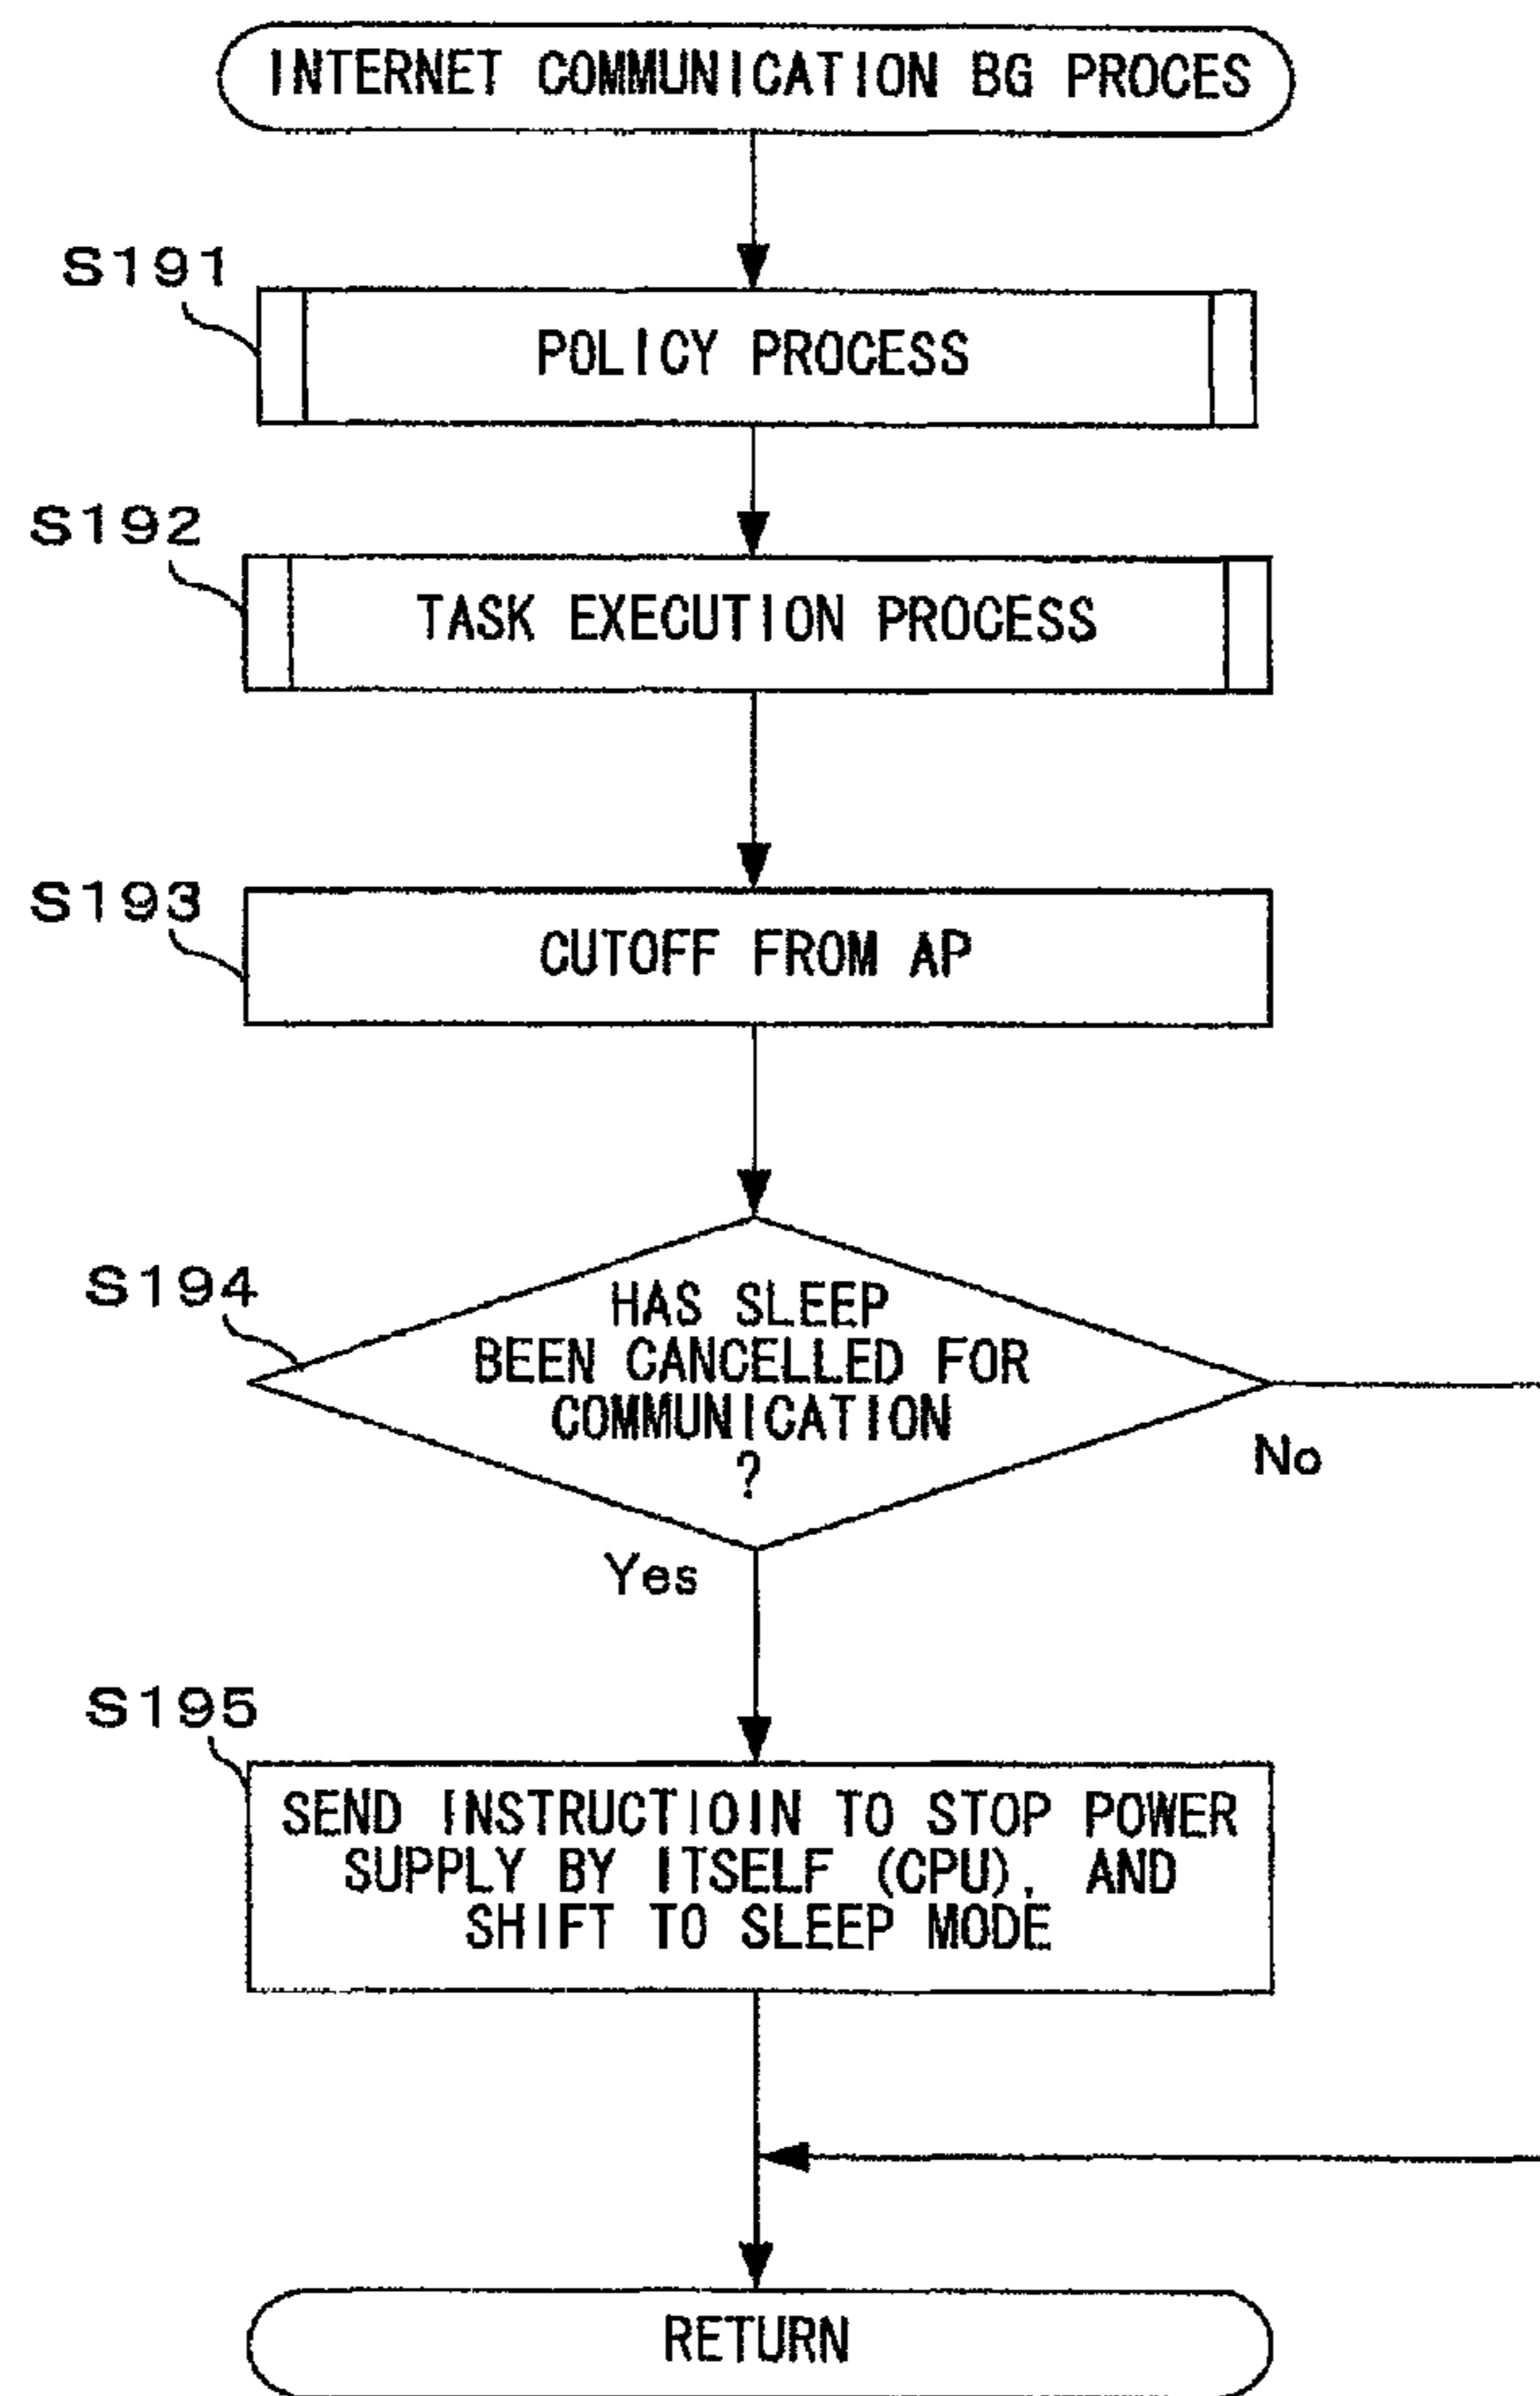 INTERNET COMMUNICATION BG PROCES
S191
POLICY PROCESS
S192
TASK EXECUTION PROCESS
S193
CUTOFF FROM AP
S194
HAS SLEEP
BEEN CANCELLED FOR
COMMUNICATION
?
No
Yes
S195
SEND INSTRUCTIOIN TO STOP POWER
SUPPLY BY ITSELF (CPU), AND
SHIFT TO SLEEP MODE
RETURN